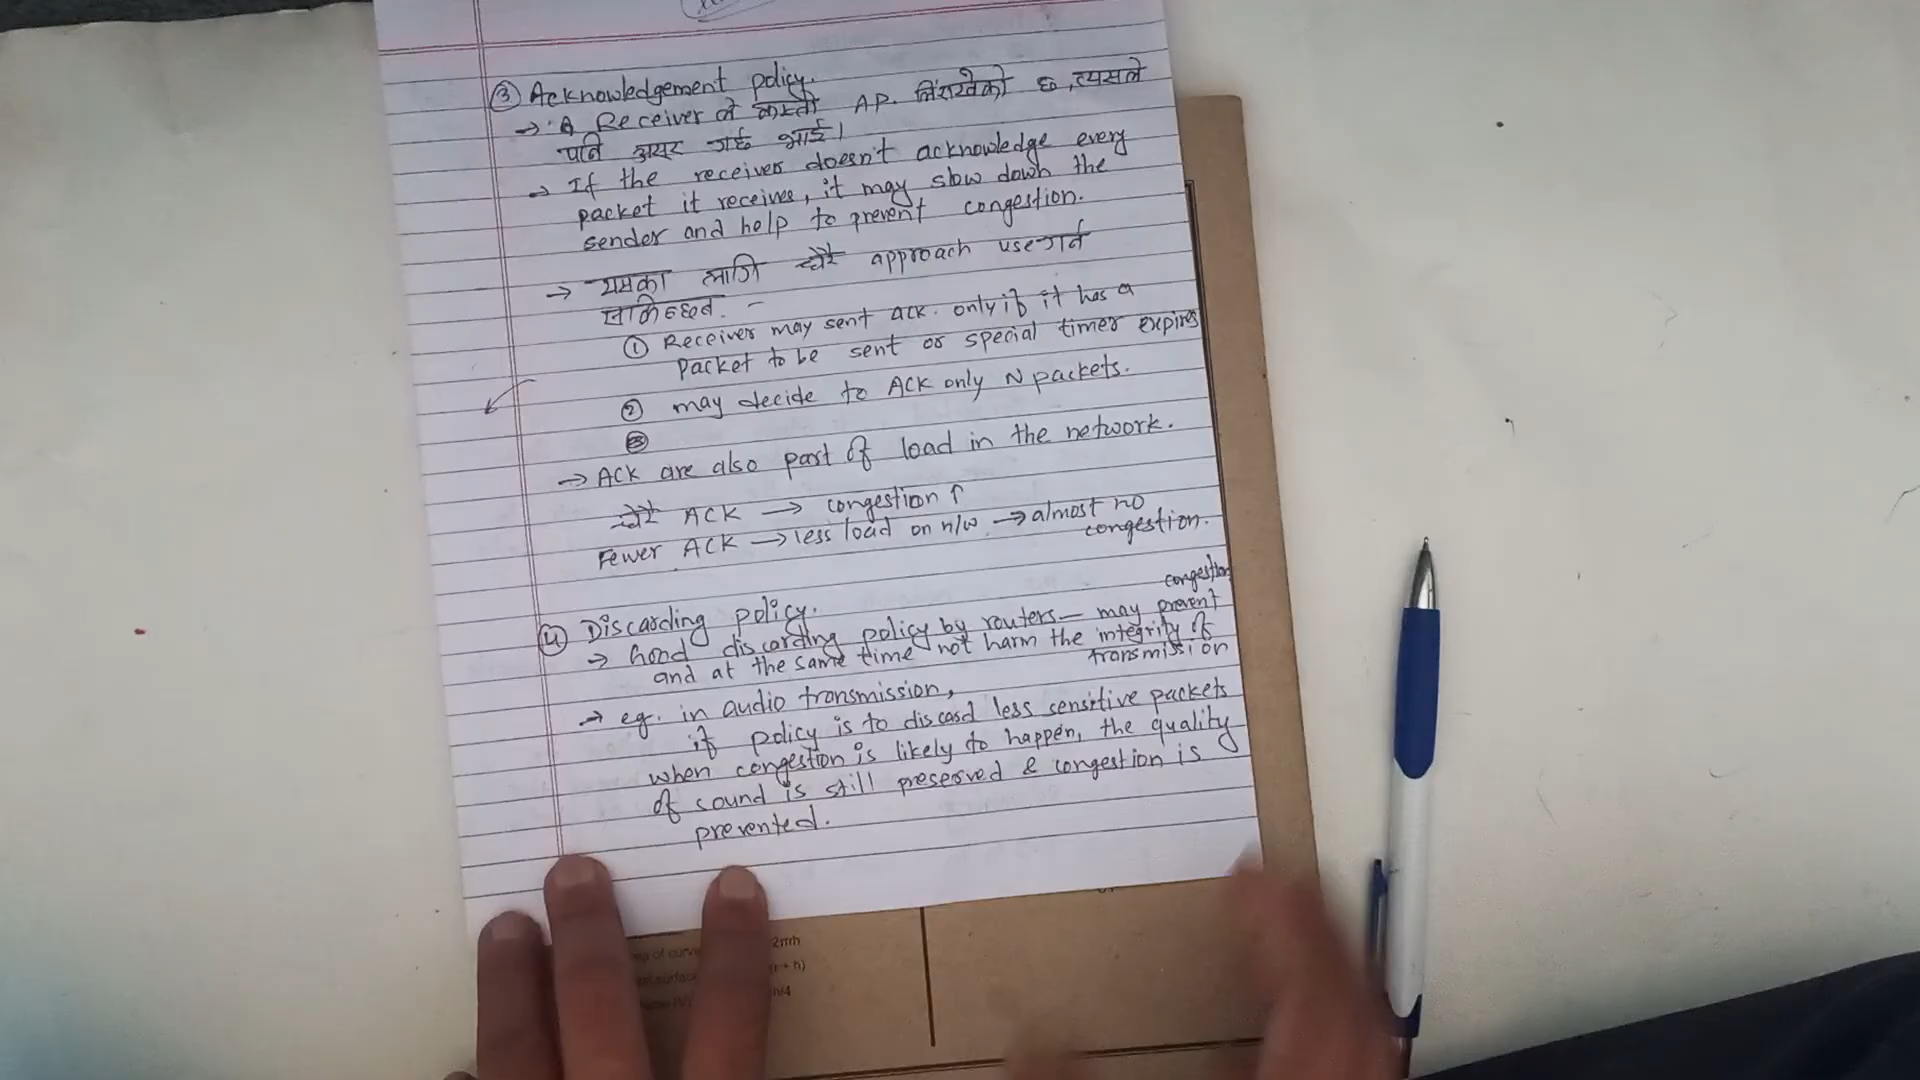 ③ Acknowledgement policy.
→ A Receiver ले कस्तो AP. लिराखेको छ, त्यसले
पनि असर गर्छ भाई।
→ If the receiver doesn't acknowledge every
packet it receives, it may slow down the
sender and help to prevent congestion.
→ यसका लागि धेरै approach use गर्न
सकिन्छन. -
① Receiver may sent ack. only if it has a
packet to be sent or special timer expires
② may decide to ACK only N packets.
③
→ ACK are also part of load in the network.
धेरै ACK → congestion ↑
Fewer ACK → less load on n/w. → almost no
congestion.
④ Discarding policy.
→ Good discarding policy by routers — may prevent congestion
and at the same time not harm the integrity of
transmission
→ eg. in audio transmission,
if policy is to discard less sensitive packets
when congestion is likely to happen, the quality
of sound is still preserved & congestion is
prevented.
2πrh
(r + h)